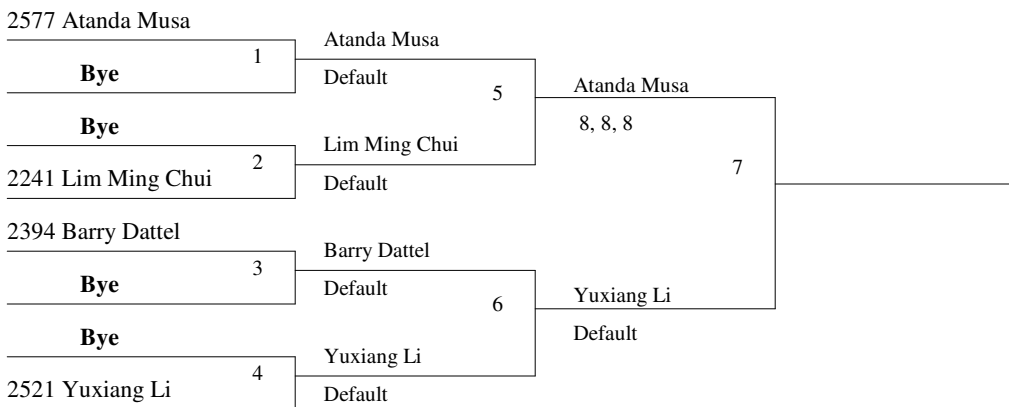 2577 Atanda Musa
1
Bye
Bye
2
2241 Lim Ming Chui
2394 Barry Dattel
3
Bye
Bye
4
2521 Yuxiang Li
Atanda Musa
Default
5
Lim Ming Chui
Default
Barry Dattel
Default
6
Yuxiang Li
Default
Atanda Musa
8, 8, 8
7
Yuxiang Li
Default